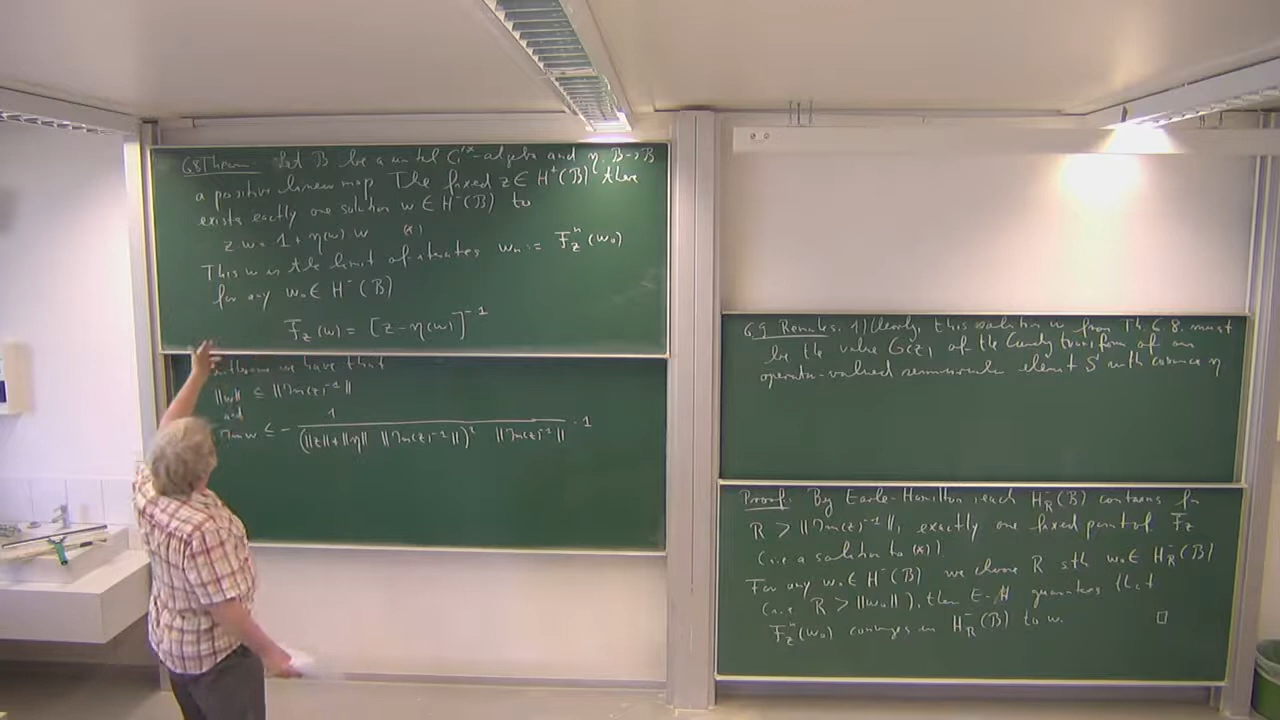 6.8 Theorem. Let B be a unital C*-algebra and η: B→B
a positive linear map. The fixed z ∈ H⁺(B) there
exists exactly one solution w ∈ H⁻(B) to
z w = 1 + η(w) w (*)
This w is the limit of iterates wₙ := F_z^n (w₀)
for any w₀ ∈ H⁻(B)
F_z(w) = [z - η(w)]⁻¹
we have that
||w|| ≤ ||Im(z)⁻¹||
and
Im w ≤ - 1 / ((||z|| + ||η|| ||Im(z)⁻¹||)² ||Im(z)⁻¹||) · 1
6.9 Remarks. 1) Clearly, this solution w from Th. 6.8. must
be the value G(z) of the Cauchy transform of an
operator-valued semicircular element S with covariance η
Proof: By Earle-Hamilton, each H_R⁻(B) contains for
R > ||Im(z)⁻¹||, exactly one fixed point of F_z
(i.e. a solution to (*))
For any w₀ ∈ H⁻(B) we choose R s.th w₀ ∈ H_R⁻(B)
(i.e. R > ||w₀||), then E-H guarantees that
F_z^n(w₀) converges in H_R⁻(B) to w. □